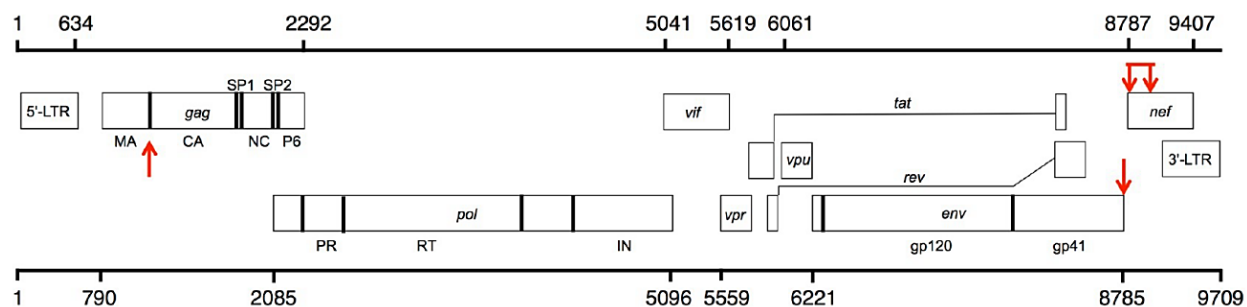 1 634 2292 5041 5619 6061 8787 9407
SP1 SP2
5'-LTR gag vif tat nef
MA CA NC P6
vpu 3'-LTR
rev
pol vpr env
PR RT IN gp120 gp41
1 790 2085 5096 5559 6221 8785 9709